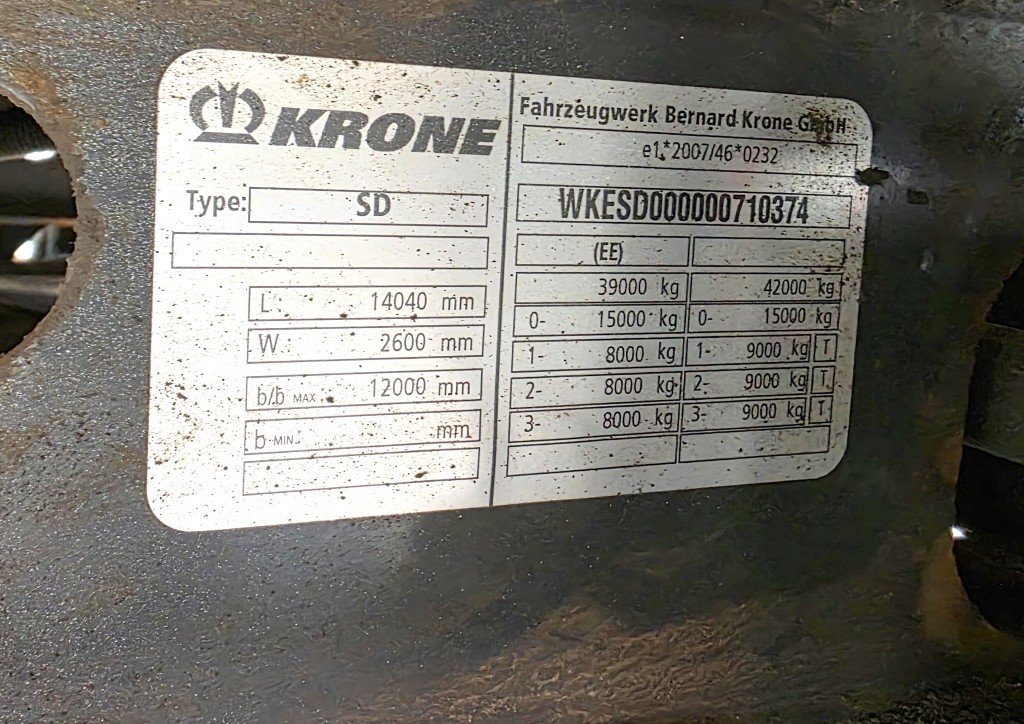 KRONE
Type: SD
L: 14040 mm
W.: 2600 mm
b/b MAX.: 12000 mm
b MIN.: mm
Fahrzeugwerk Bernard Krone GmbH
e1*2007/46*0232
WKESD000000710374
(EE)
39000 kg 42000 kg
0- 15000 kg 0- 15000 kg
1- 8000 kg 1- 9000 kg T
2- 8000 kg 2- 9000 kg T
3- 8000 kg 3- 9000 kg T